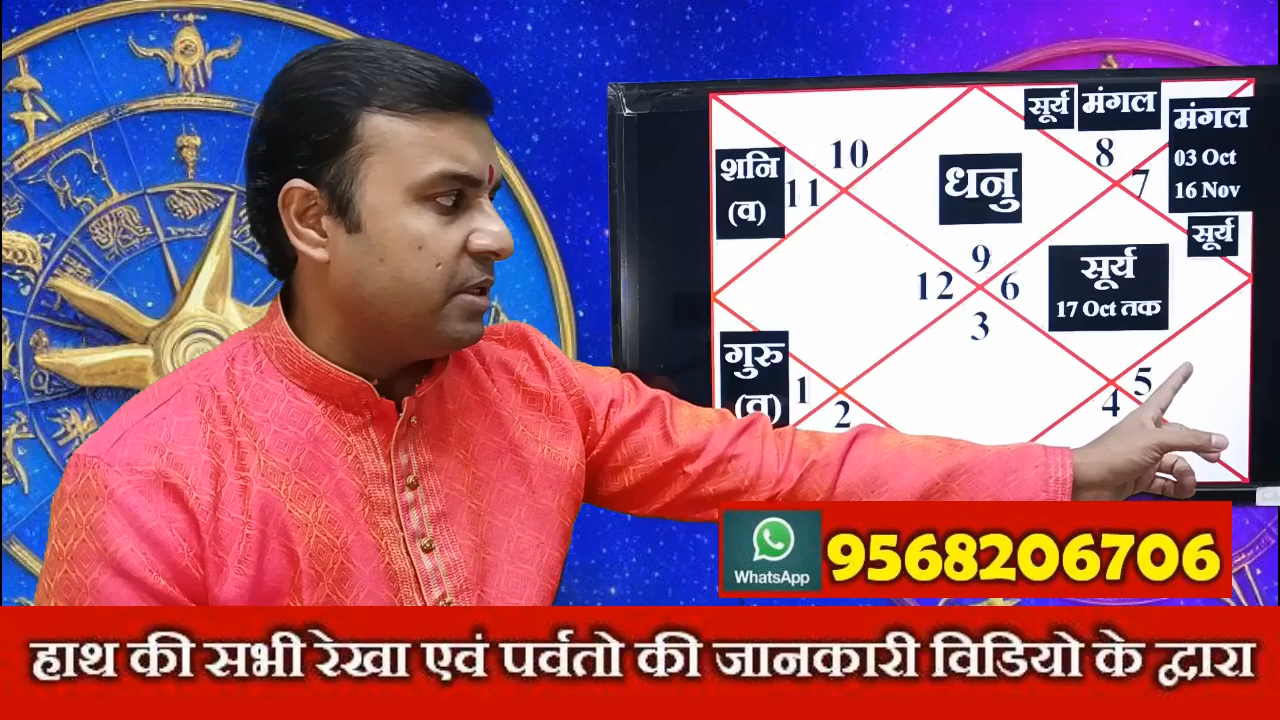 सूर्य मंगल
मंगल
03 Oct
16 Nov
सूर्य
10
8
7
शनि
(व)
11
धनु
9
12
6
3
सूर्य
17 Oct तक
गुरु
(व)
1
2
5
4
WhatsApp
9568206706
हाथ की सभी रेखा एवं पर्वतो की जानकारी विडियो के द्वारा